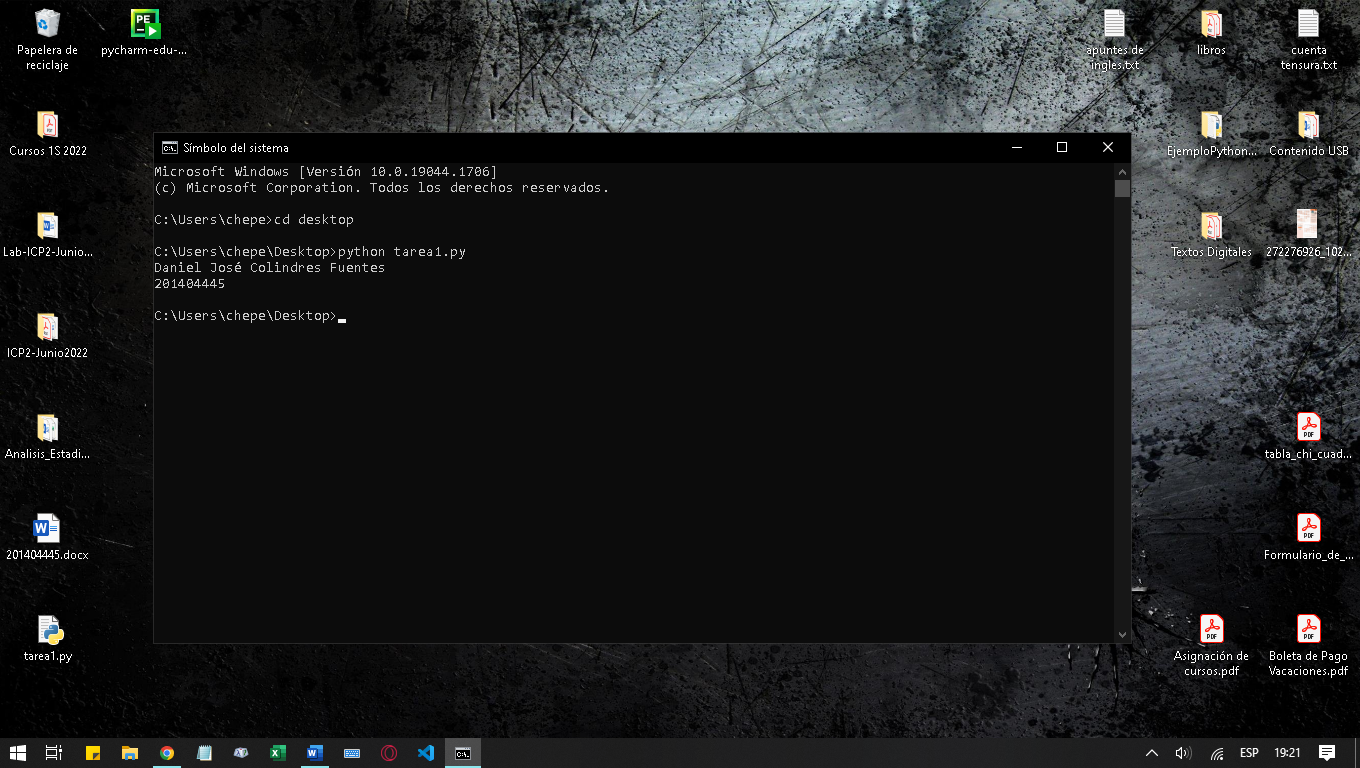 Papelera de
reciclaje
pycharm-edu-...
apuntes de
ingles.txt
libros
cuenta
tensura.txt
Cursos 1S 2022
EjemploPython...
Contenido USB
Lab-ICP2-Junio...
Textos Digitales
272276926_102...
ICP2-Junio2022
Analisis_Estadi...
tabla_chi_cuad...
201404445.docx
Formulario_de_...
tarea1.py
Asignación de
cursos.pdf
Boleta de Pago
Vacaciones.pdf
Símbolo del sistema
Microsoft Windows [Versión 10.0.19044.1706]
(c) Microsoft Corporation. Todos los derechos reservados.
C:\Users\chepe>cd desktop
C:\Users\chepe\Desktop>python tarea1.py
Daniel José Colindres Fuentes
201404445
C:\Users\chepe\Desktop>
ESP
19:21